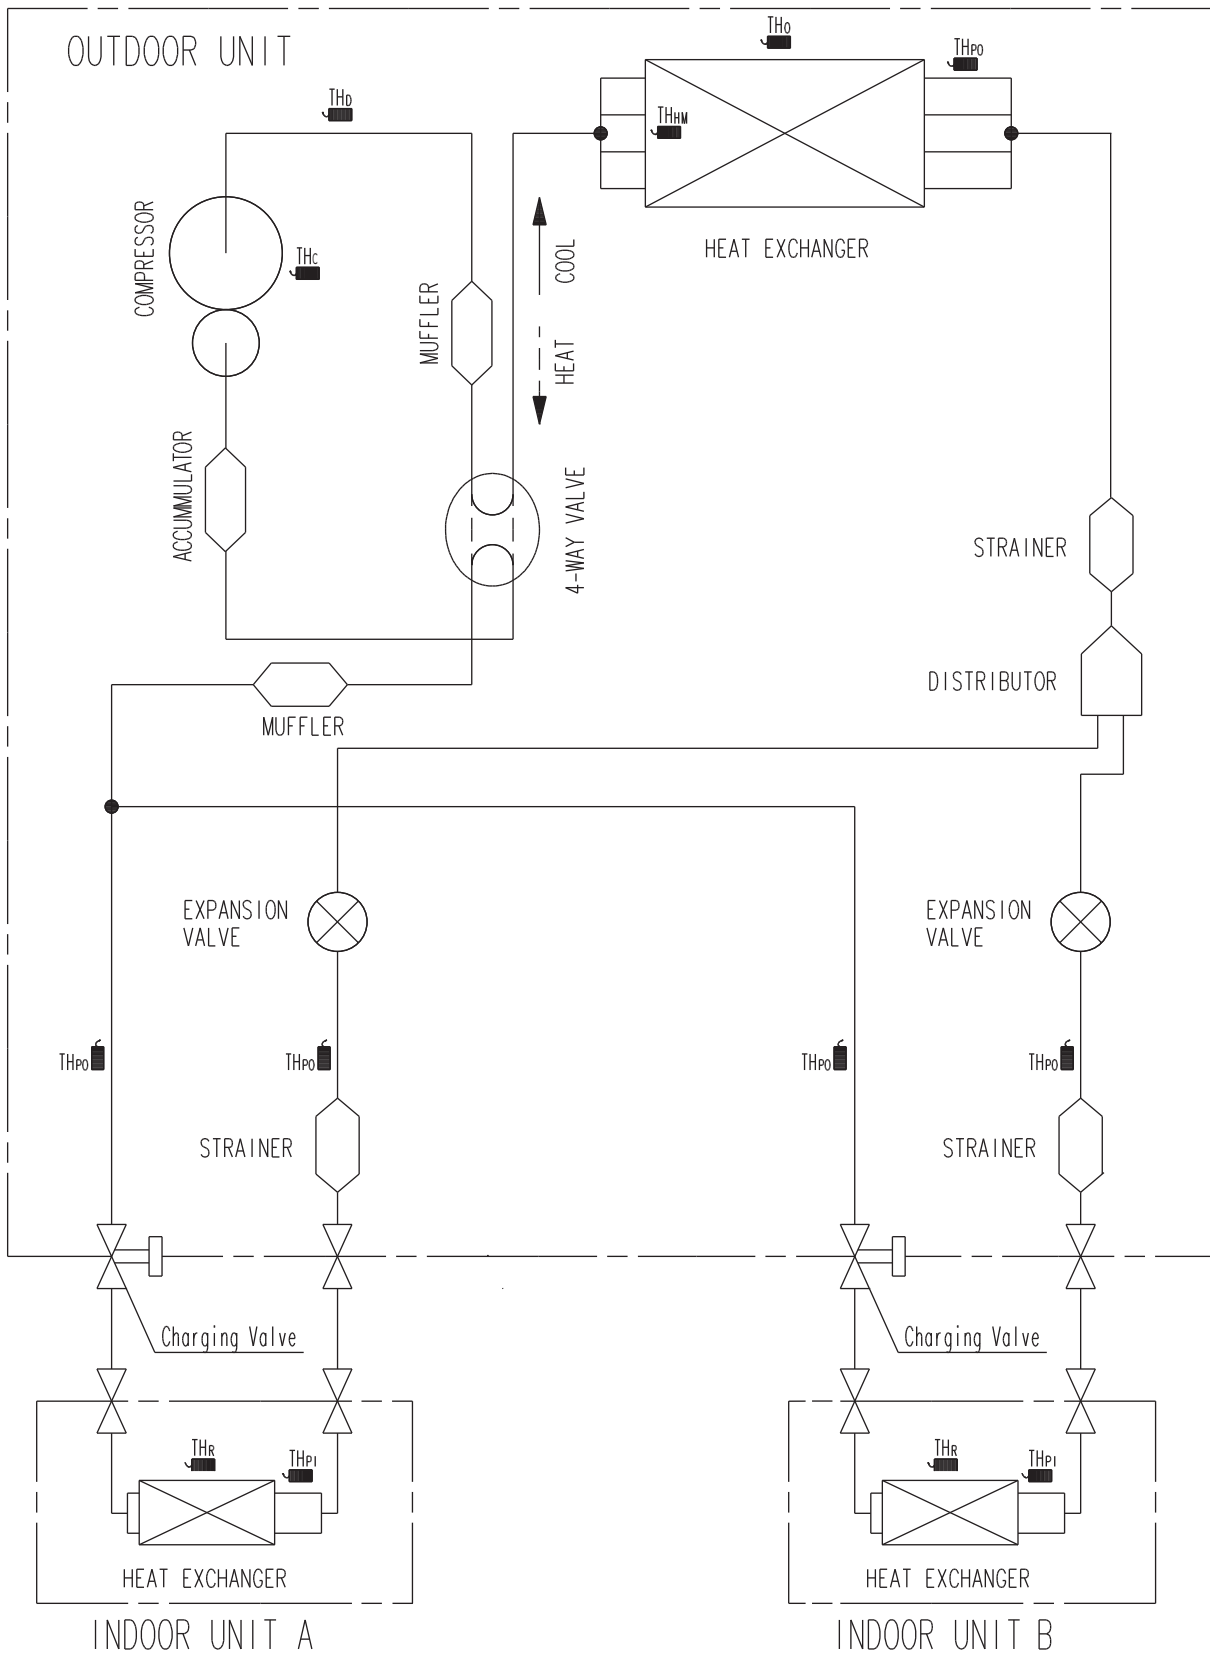 OUTDOOR UNIT
THO
THPO
THD
THHM
COMPRESSOR
THC
HEAT EXCHANGER
COOL
HEAT
MUFFLER
ACCUMMULATOR
4-WAY VALVE
STRAINER
DISTRIBUTOR
MUFFLER
EXPANSION
VALVE
EXPANSION
VALVE
THPO
THPO
THPO
THPO
STRAINER
STRAINER
Charging Valve
Charging Valve
THR
THPI
THR
THPI
HEAT EXCHANGER
HEAT EXCHANGER
INDOOR UNIT A
INDOOR UNIT B